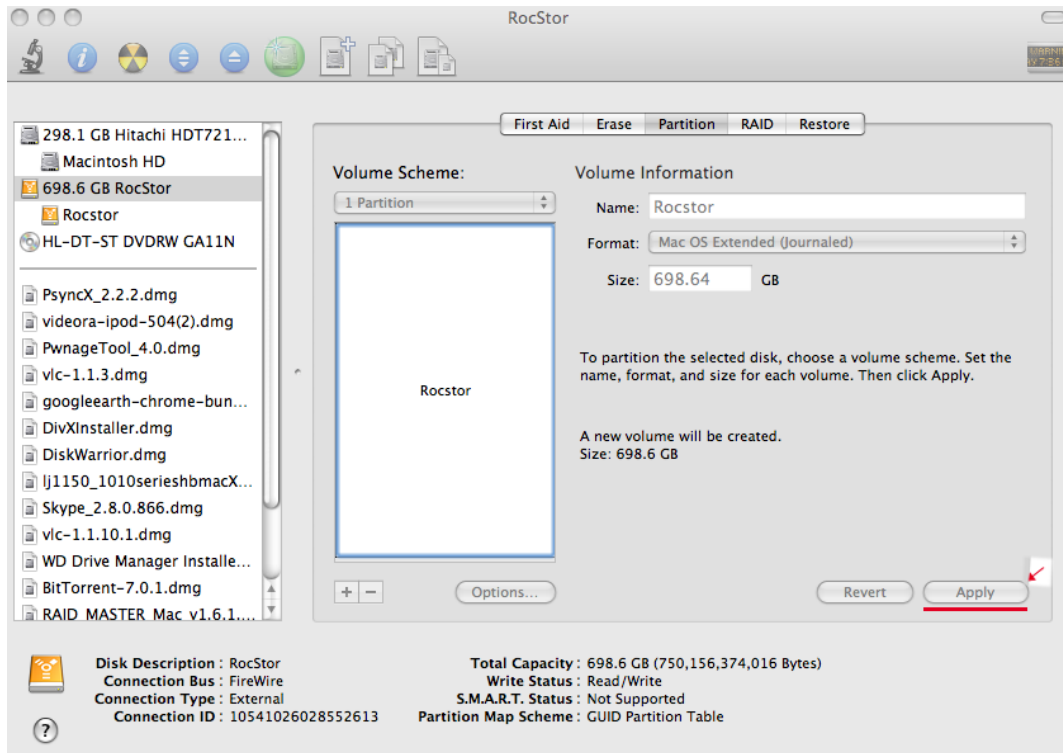 RocStor
WARNIN
298.1 GB Hitachi HDT721...
Macintosh HD
698.6 GB RocStor
Rocstor
HL-DT-ST DVDRW GA11N
PsyncX_2.2.2.dmg
videora-ipod-504(2).dmg
PwnageTool_4.0.dmg
vlc-1.1.3.dmg
googleearth-chrome-bun...
DivXInstaller.dmg
DiskWarrior.dmg
lj1150_1010serieshbmacX...
Skype_2.8.0.866.dmg
vlc-1.1.10.1.dmg
WD Drive Manager Installe...
BitTorrent-7.0.1.dmg
RAID_MASTER_Mac_v1.6.1....
First Aid Erase Partition RAID Restore
Volume Scheme:
1 Partition
Rocstor
+ -
Options...
Volume Information
Name: Rocstor
Format: Mac OS Extended (Journaled)
Size: 698.64 GB
To partition the selected disk, choose a volume scheme. Set the
name, format, and size for each volume. Then click Apply.
A new volume will be created.
Size: 698.6 GB
Revert Apply
Disk Description : RocStor
Connection Bus : FireWire
Connection Type : External
Connection ID : 10541026028552613
Total Capacity : 698.6 GB (750,156,374,016 Bytes)
Write Status : Read/Write
S.M.A.R.T. Status : Not Supported
Partition Map Scheme : GUID Partition Table
?